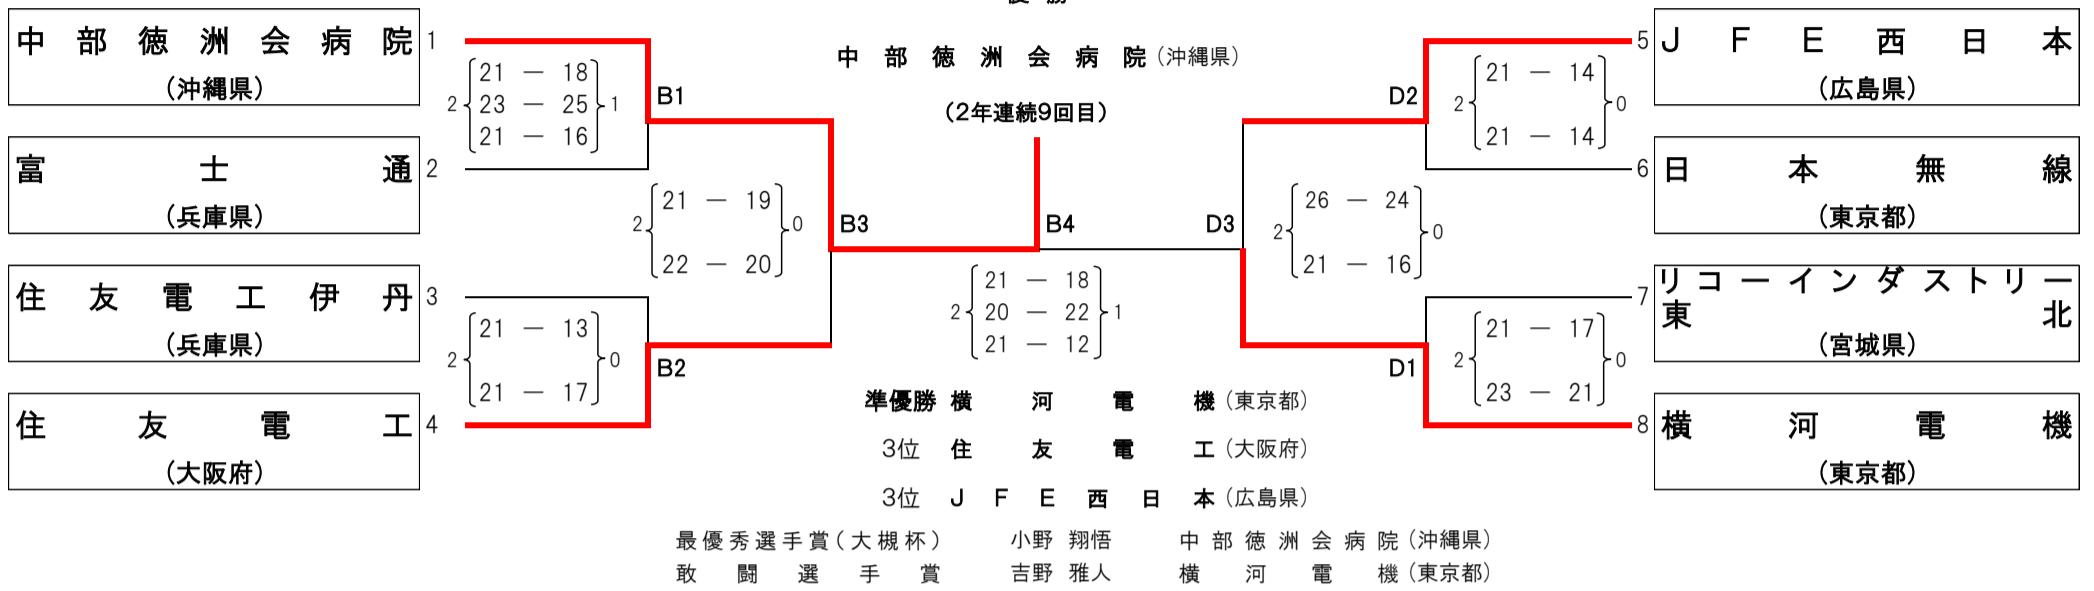 優 勝
中部徳洲会病院 1
(沖縄県)
2 21 — 18 1
23 — 25
21 — 16
B1
富士通 2
(兵庫県)
2 21 — 19 0
22 — 20
B3
住友電工伊丹 3
(兵庫県)
2 21 — 13 0
21 — 17
B2
住友電工 4
(大阪府)
中部徳洲会病院(沖縄県)
(2年連続9回目)
B4
2 21 — 18 1
20 — 22
21 — 12
5 JFE西日本
(広島県)
D2
2 21 — 14 0
21 — 14
6 日本無線
(東京都)
D3
2 26 — 24 0
21 — 16
7 リコーインダストリー
東北
(宮城県)
D1
2 21 — 17 0
23 — 21
8 横河電機
(東京都)
準優勝 横河電機(東京都)
3位 住友電工(大阪府)
3位 JFE西日本(広島県)
最優秀選手賞(大槻杯) 小野 翔悟 中部徳洲会病院(沖縄県)
敢闘選手賞 吉野 雅人 横河電機(東京都)